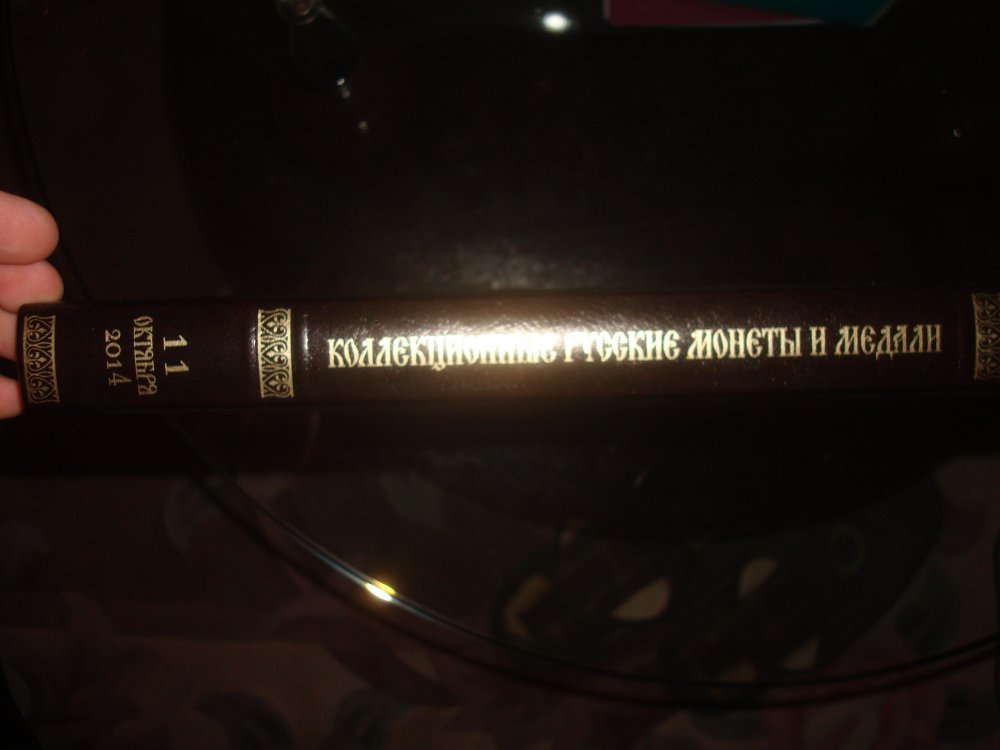 КОЛЛЕКЦИОННЫЕ РУССКИЕ МОНЕТЫ И МЕДАЛИ
11
ОКТЯБРЯ
2014